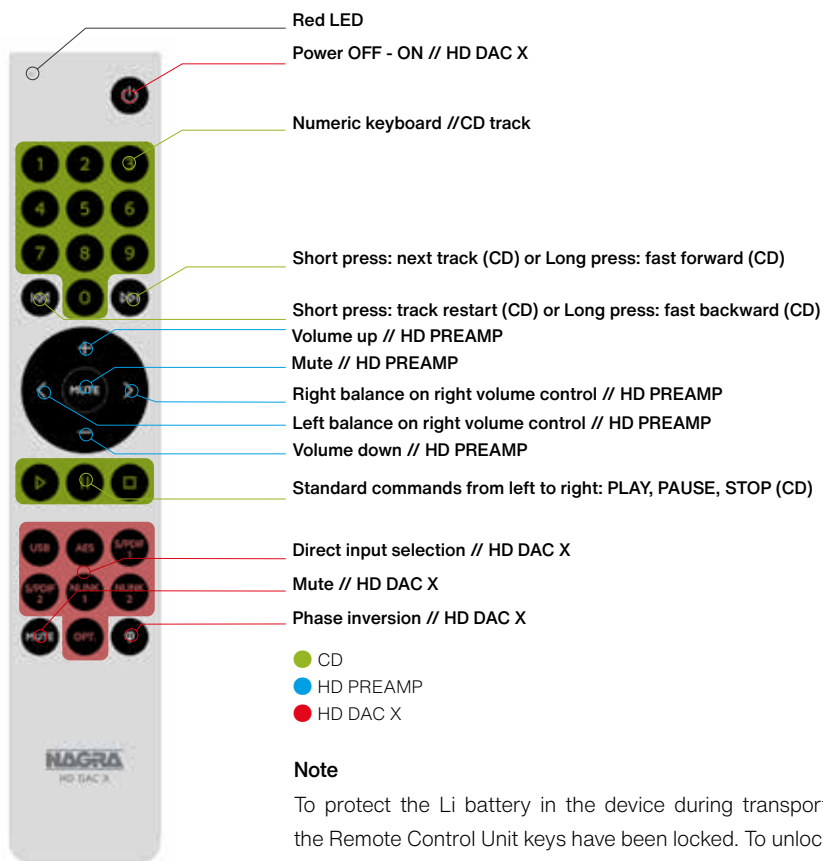 Red LED
Power OFF - ON // HD DAC X
Numeric keyboard //CD track
1 2 3
4 5 6
7 8 9
0
Short press: next track (CD) or Long press: fast forward (CD)
Short press: track restart (CD) or Long press: fast backward (CD)
Volume up // HD PREAMP
Mute // HD PREAMP
MUTE
Right balance on right volume control // HD PREAMP
Left balance on right volume control // HD PREAMP
Volume down // HD PREAMP
Standard commands from left to right: PLAY, PAUSE, STOP (CD)
USB AES S/PDIF 1
Direct input selection // HD DAC X
S/PDIF 2 NLINK 1 NLINK 2
Mute // HD DAC X
Phase inversion // HD DAC X
MUTE OPT. Φ
CD
HD PREAMP
HD DAC X
NAGRA
HD DAC X
Note
To protect the Li battery in the device during transport
the Remote Control Unit keys have been locked. To unloc